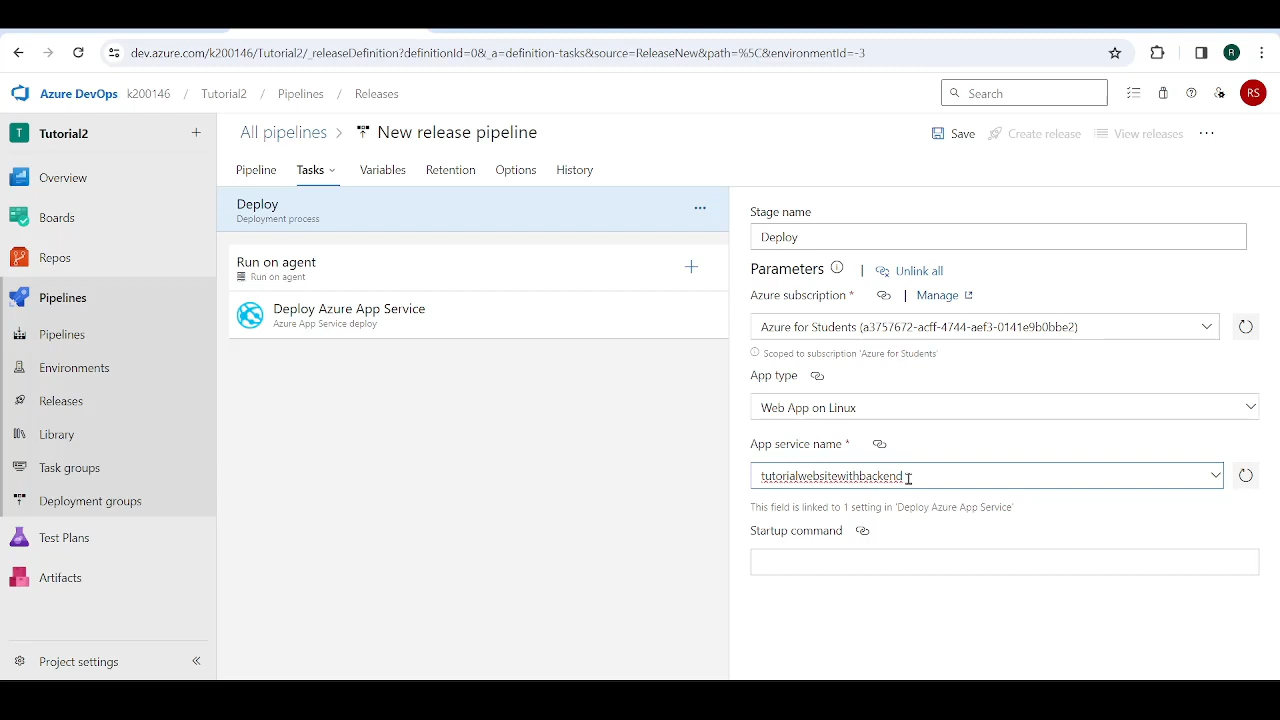 dev.azure.com/k200146/Tutorial2/_releaseDefinition?definitionId=0&_a=definition-tasks&source=ReleaseNew&path=%5C&environmentId=-3
R
Azure DevOps k200146 / Tutorial2 / Pipelines / Releases
Search
RS
T Tutorial2
All pipelines > New release pipeline
Save Create release View releases ...
Pipeline Tasks Variables Retention Options History
Overview
Boards
Repos
Pipelines
Pipelines
Environments
Releases
Library
Task groups
Deployment groups
Test Plans
Artifacts
Project settings
Deploy
Deployment process
Run on agent
Run on agent
Deploy Azure App Service
Azure App Service deploy
Stage name
Deploy
Parameters | Unlink all
Azure subscription * | Manage
Azure for Students (a3757672-acff-4744-aef3-0141e9b0bbe2)
Scoped to subscription 'Azure for Students'
App type
Web App on Linux
App service name *
tutorialwebsitewithbackend
This field is linked to 1 setting in 'Deploy Azure App Service'
Startup command